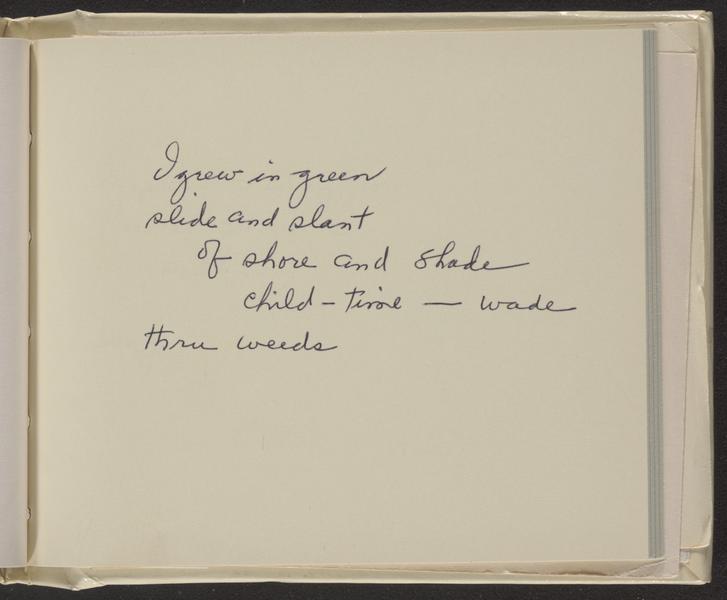 I grew in green
slide and slant
of shore and shade
child-time — wade
thru weeds